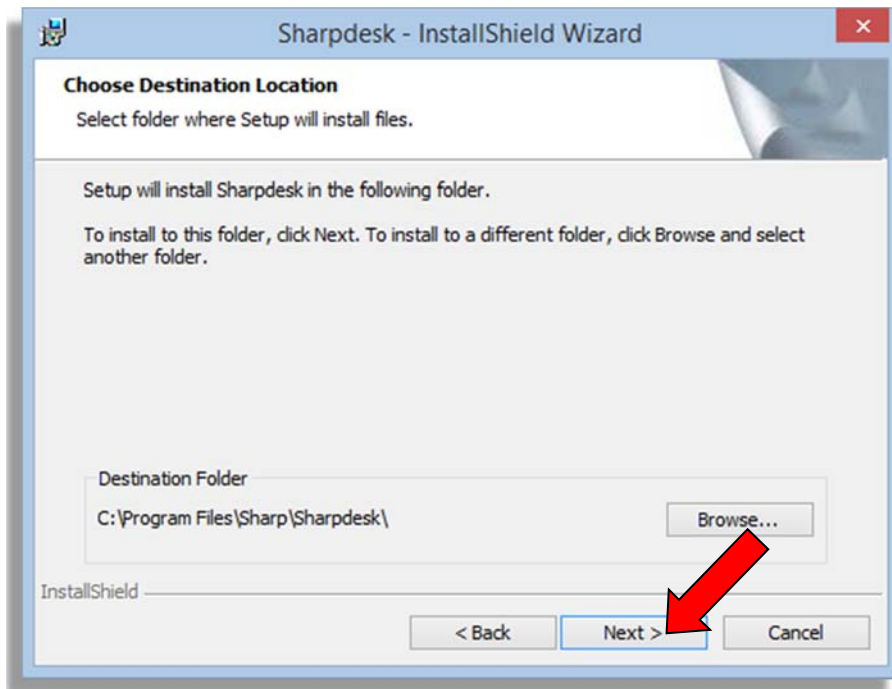 Sharpdesk - InstallShield Wizard
Choose Destination Location
Select folder where Setup will install files.
Setup will install Sharpdesk in the following folder.
To install to this folder, click Next. To install to a different folder, click Browse and select
another folder.
Destination Folder
C:\Program Files\Sharp\Sharpdesk\
Browse...
InstallShield
< Back
Next >
Cancel